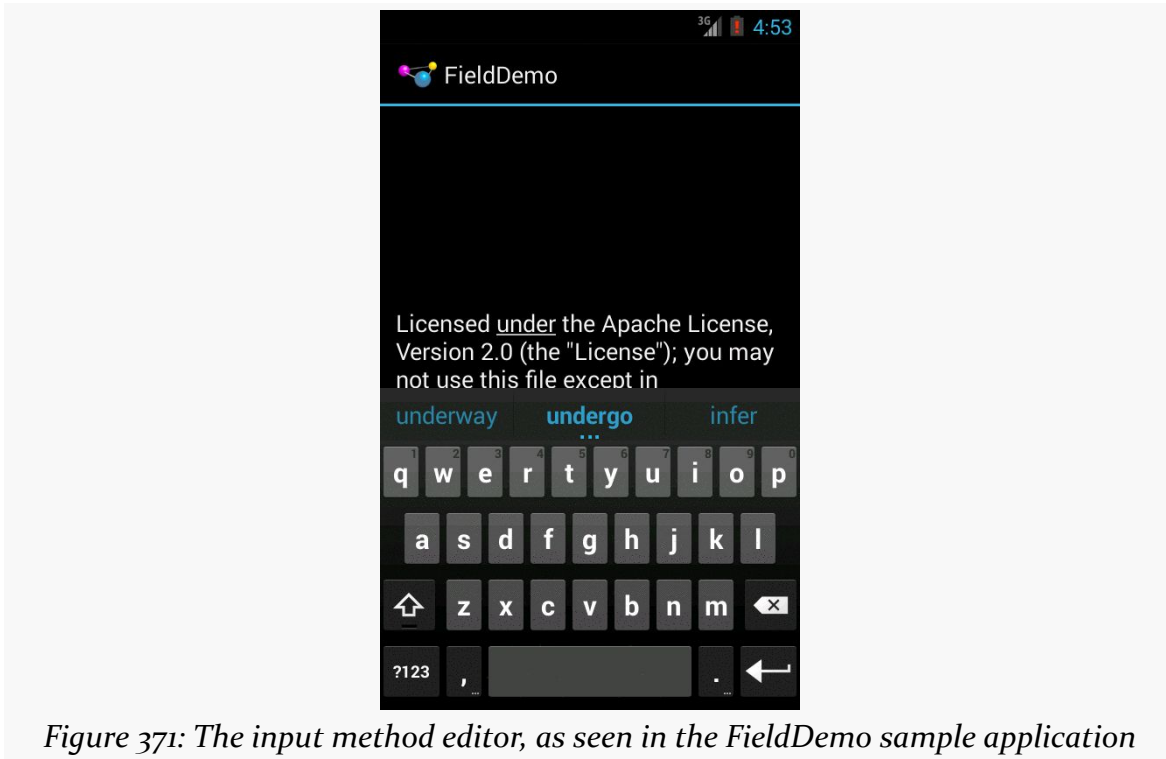 3G 4:53
FieldDemo
Licensed under the Apache License,
Version 2.0 (the "License"); you may
not use this file except in
underway undergo infer
1 2 3 4 5 6 7 8 9 0
q w e r t y u i o p
a s d f g h j k l
z x c v b n m
?123 , .
Figure 371: The input method editor, as seen in the FieldDemo sample application